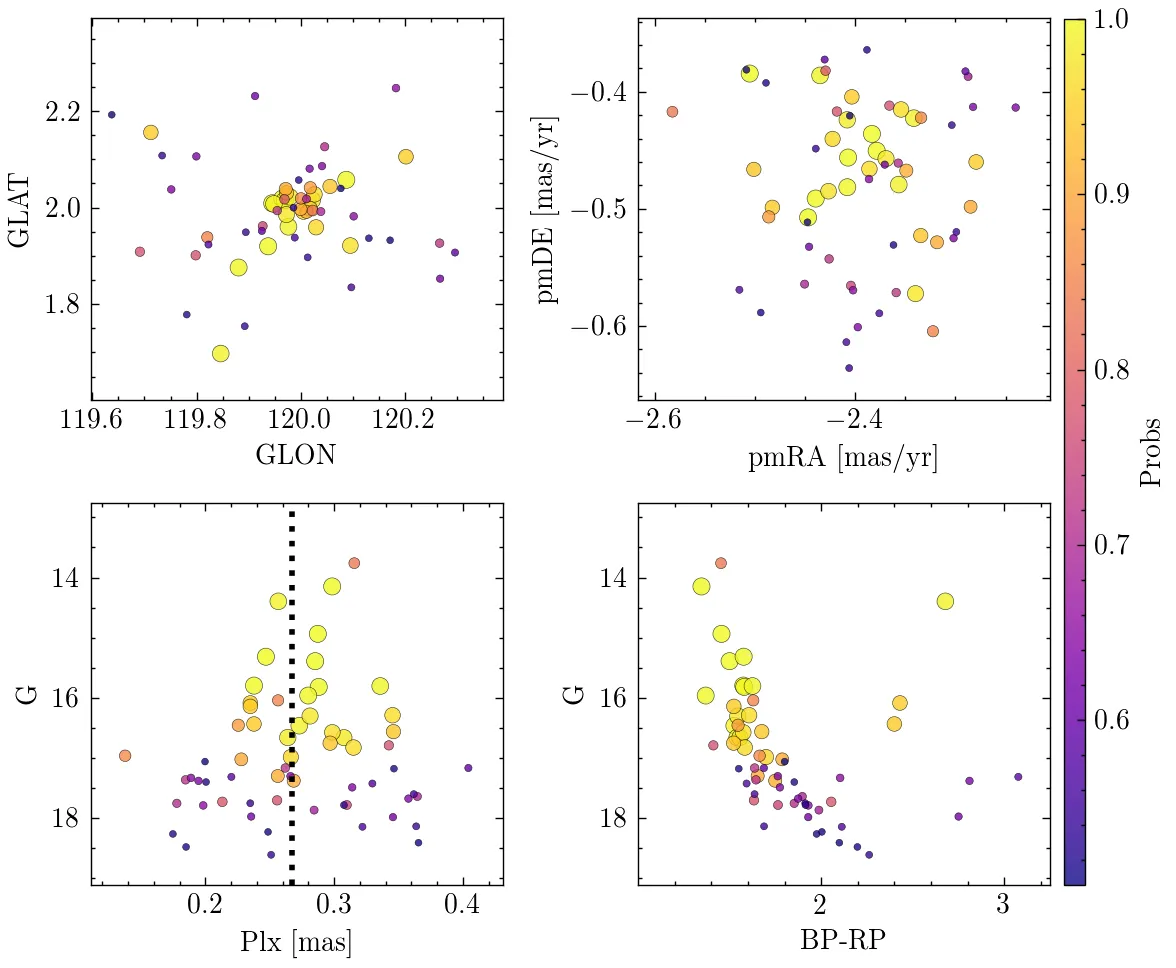 2.2
2.0
1.8
GLAT
119.6 119.8 120.0 120.2
GLON
−0.4
−0.5
−0.6
pmDE [mas/yr]
−2.6 −2.4
pmRA [mas/yr]
1.0
0.9
0.8
0.7
0.6
Probs
14
16
18
G
0.2 0.3 0.4
Plx [mas]
14
16
18
G
2 3
BP-RP